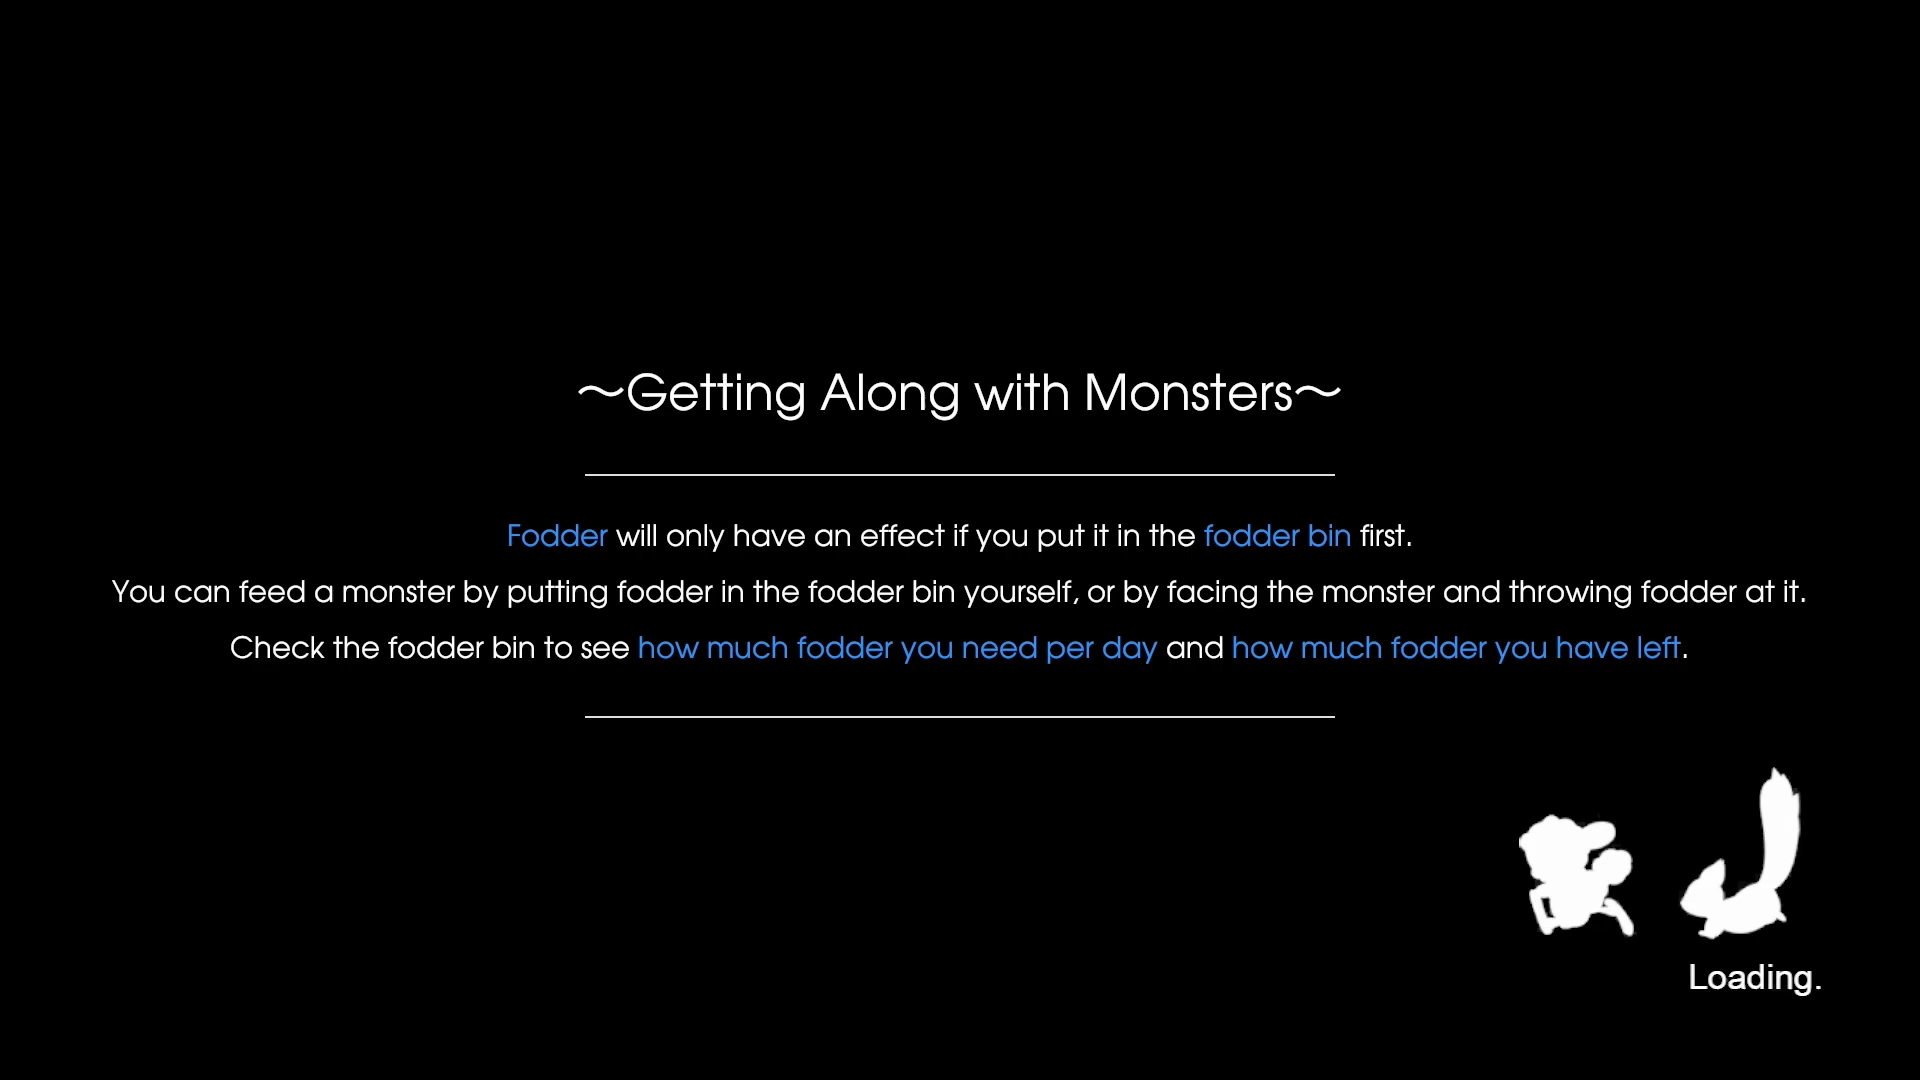 ～Getting Along with Monsters～
Fodder will only have an effect if you put it in the fodder bin first.
You can feed a monster by putting fodder in the fodder bin yourself, or by facing the monster and throwing fodder at it.
Check the fodder bin to see how much fodder you need per day and how much fodder you have left.
Loading.